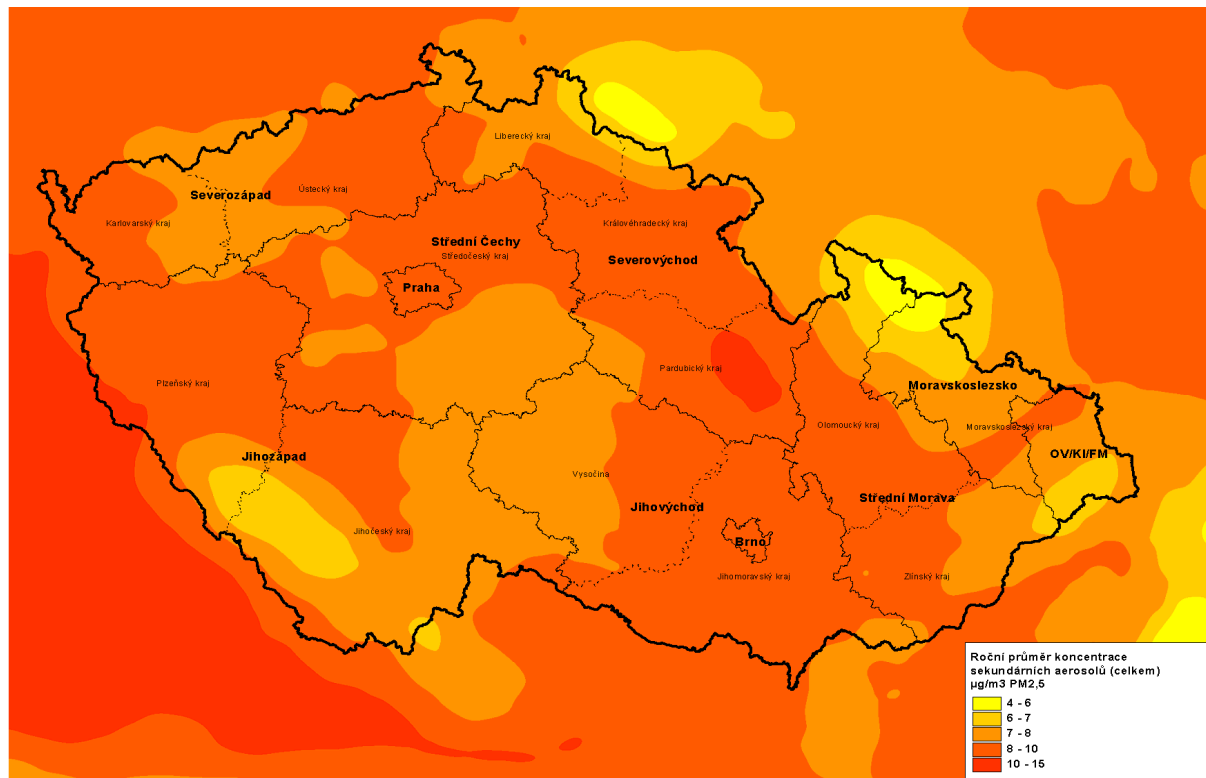 Liberecký kraj
Severozápad
Ústecký kraj
Karlovarský kraj
Královéhradecký kraj
Střední Čechy
Středočeský kraj
Severovýchod
Praha
Plzeňský kraj
Pardubický kraj
Moravskoslezsko
Olomoucký kraj
Moravskoslezský kraj
OV/KI/FM
Jihozápad
Vysočina
Střední Morava
Jihovýchod
Jihočeský kraj
Brno
Jihomoravský kraj
Zlínský kraj
Roční průměr koncentrace
sekundárních aerosolů (celkem)
µg/m3 PM2,5
4 - 6
6 - 7
7 - 8
8 - 10
10 - 15